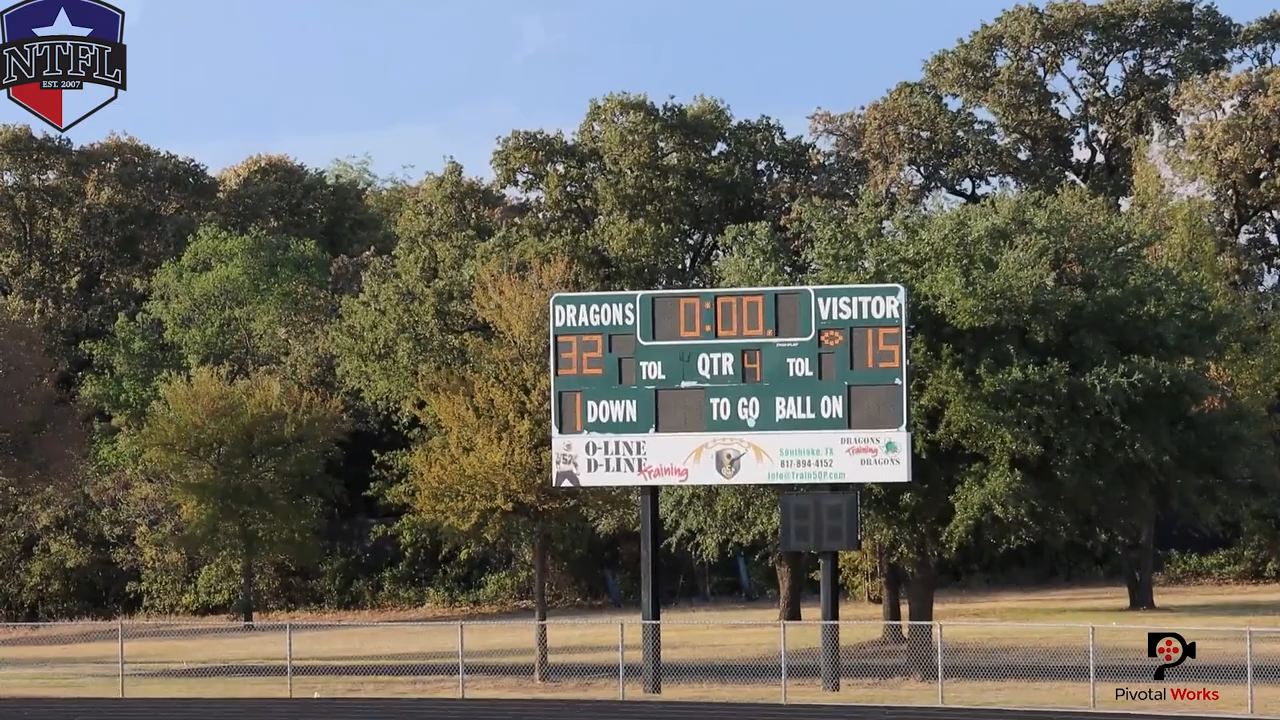 NTFL
EST. 2007
DRAGONS 0:00 VISITOR
32 15
TOL QTR 4 TOL
1 DOWN TO GO BALL ON
O-LINE
D-LINE
Training
Southlake, TX
817-894-4152
Info@TrainSOP.com
DRAGONS
Training
DRAGONS
Pivotal Works